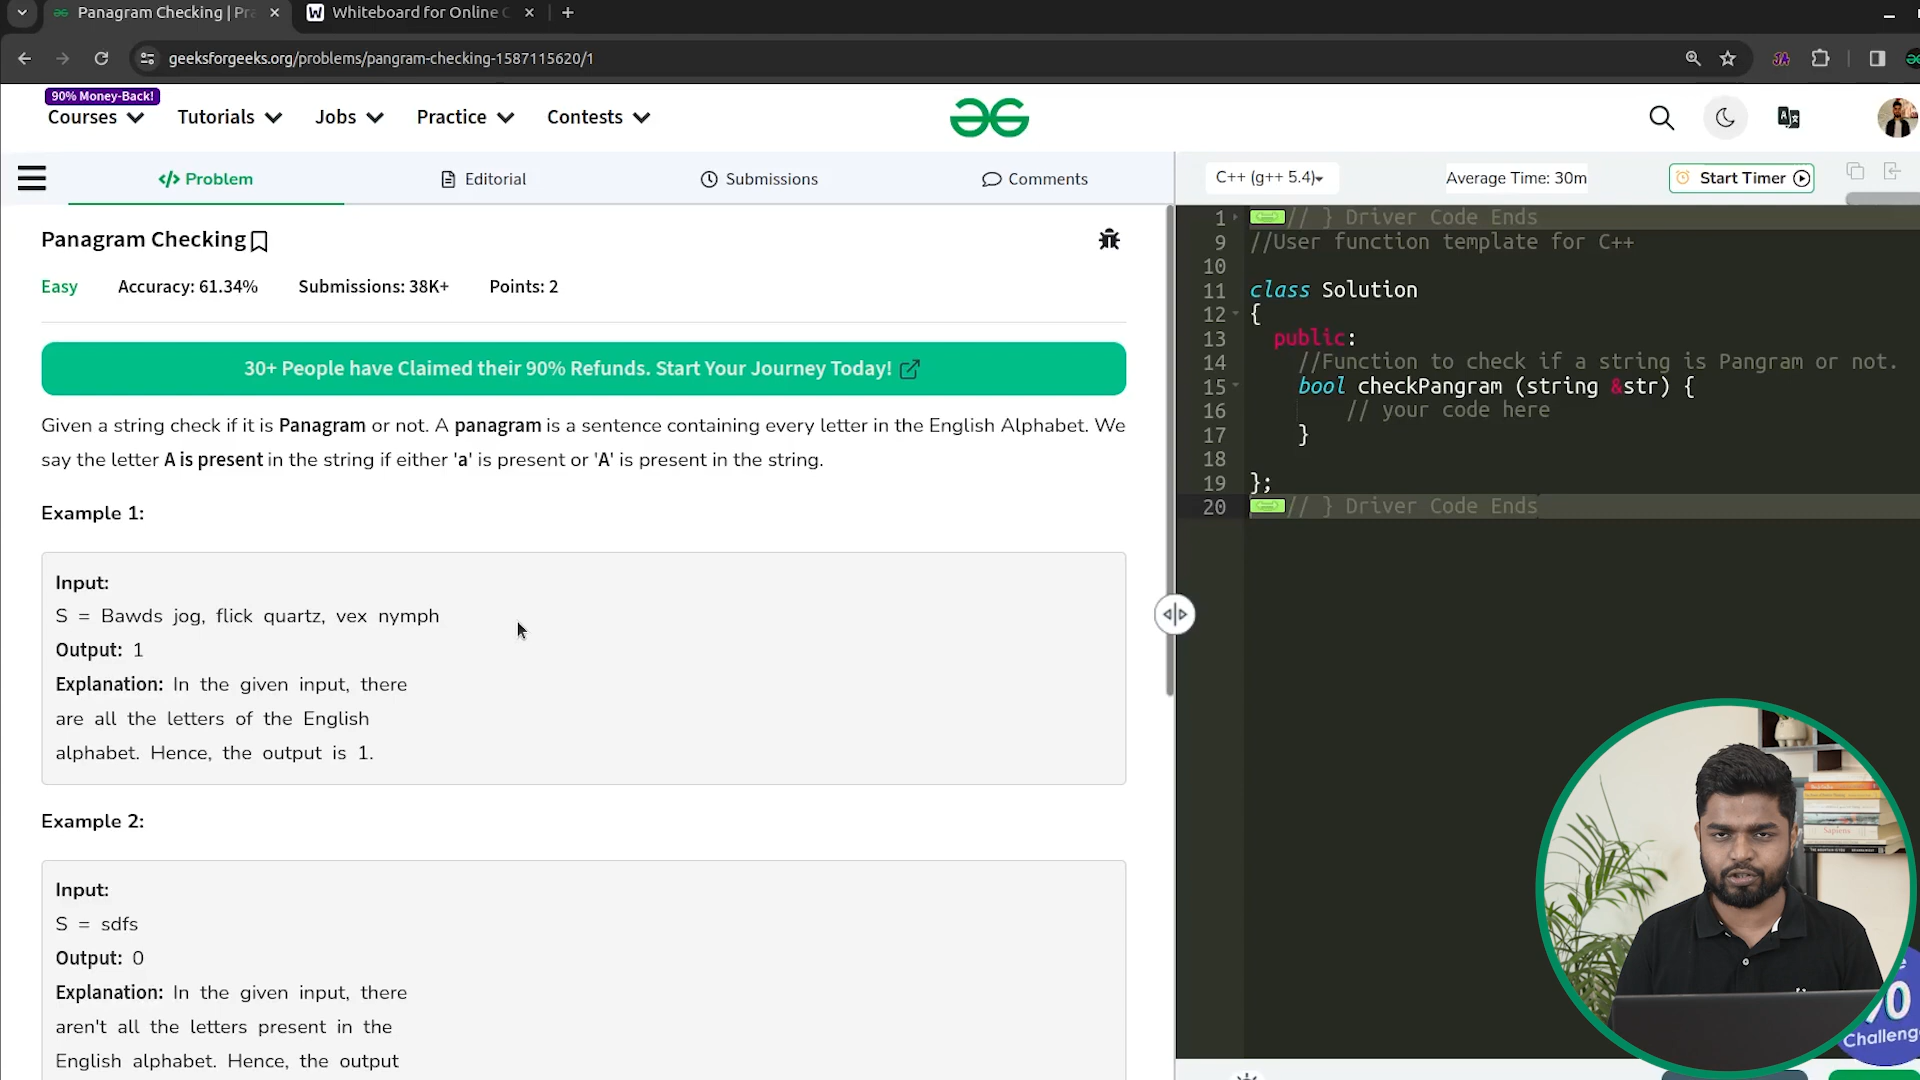 Panagram Checking | Pra
Whiteboard for Online C
geeksforgeeks.org/problems/pangram-checking-1587115620/1
90% Money-Back!
Courses
Tutorials
Jobs
Practice
Contests
</> Problem
Editorial
Submissions
Comments
Panagram Checking
Easy
Accuracy: 61.34%
Submissions: 38K+
Points: 2
30+ People have Claimed their 90% Refunds. Start Your Journey Today!
Given a string check if it is Panagram or not. A panagram is a sentence containing every letter in the English Alphabet. We
say the letter A is present in the string if either 'a' is present or 'A' is present in the string.
Example 1:
Input:
S = Bawds jog, flick quartz, vex nymph
Output: 1
Explanation: In the given input, there
are all the letters of the English
alphabet. Hence, the output is 1.
Example 2:
Input:
S = sdfs
Output: 0
Explanation: In the given input, there
aren't all the letters present in the
English alphabet. Hence, the output
C++ (g++ 5.4)
Average Time: 30m
Start Timer
1 // } Driver Code Ends
9 //User function template for C++
10
11 class Solution
12 {
13 public:
14 //Function to check if a string is Pangram or not.
15 bool checkPangram (string &str) {
16 // your code here
17 }
18
19 };
20 // } Driver Code Ends
Sapiens
90
Challeng